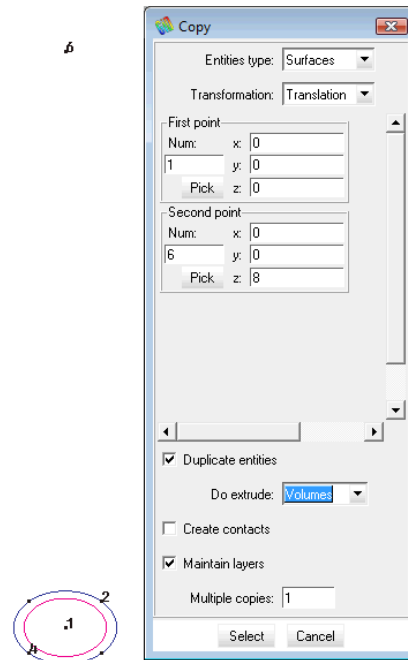 Copy
6
Entities type: Surfaces
Transformation: Translation
First point
Num: x: 0
1 y: 0
Pick z: 0
Second point
Num: x: 0
6 y: 0
Pick z: 8
Duplicate entities
Do extrude: Volumes
Create contacts
Maintain layers
Multiple copies: 1
Select Cancel
2
1
4